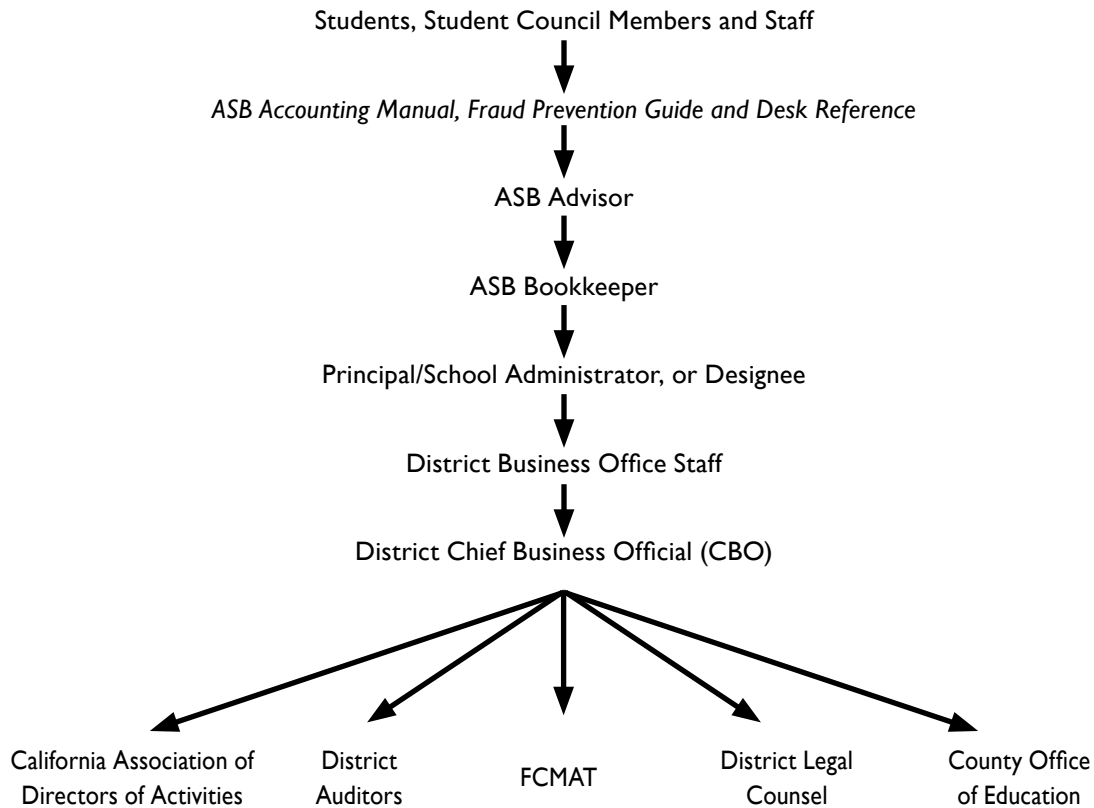 Students, Student Council Members and Staff
ASB Accounting Manual, Fraud Prevention Guide and Desk Reference
ASB Advisor
ASB Bookkeeper
Principal/School Administrator, or Designee
District Business Office Staff
District Chief Business Official (CBO)
California Association of
Directors of Activities
District
Auditors
FCMAT
District Legal
Counsel
County Office
of Education